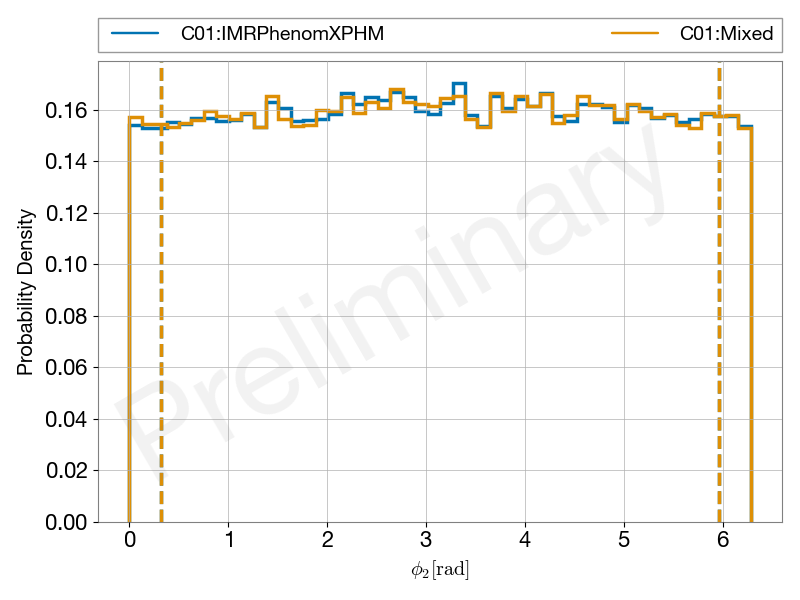 C01:IMRPhenomXPHM C01:Mixed
Probability Density
0.16
0.14
0.12
0.10
0.08
0.06
0.04
0.02
0.00
Preliminary
0 1 2 3 4 5 6
ϕ₂[rad]